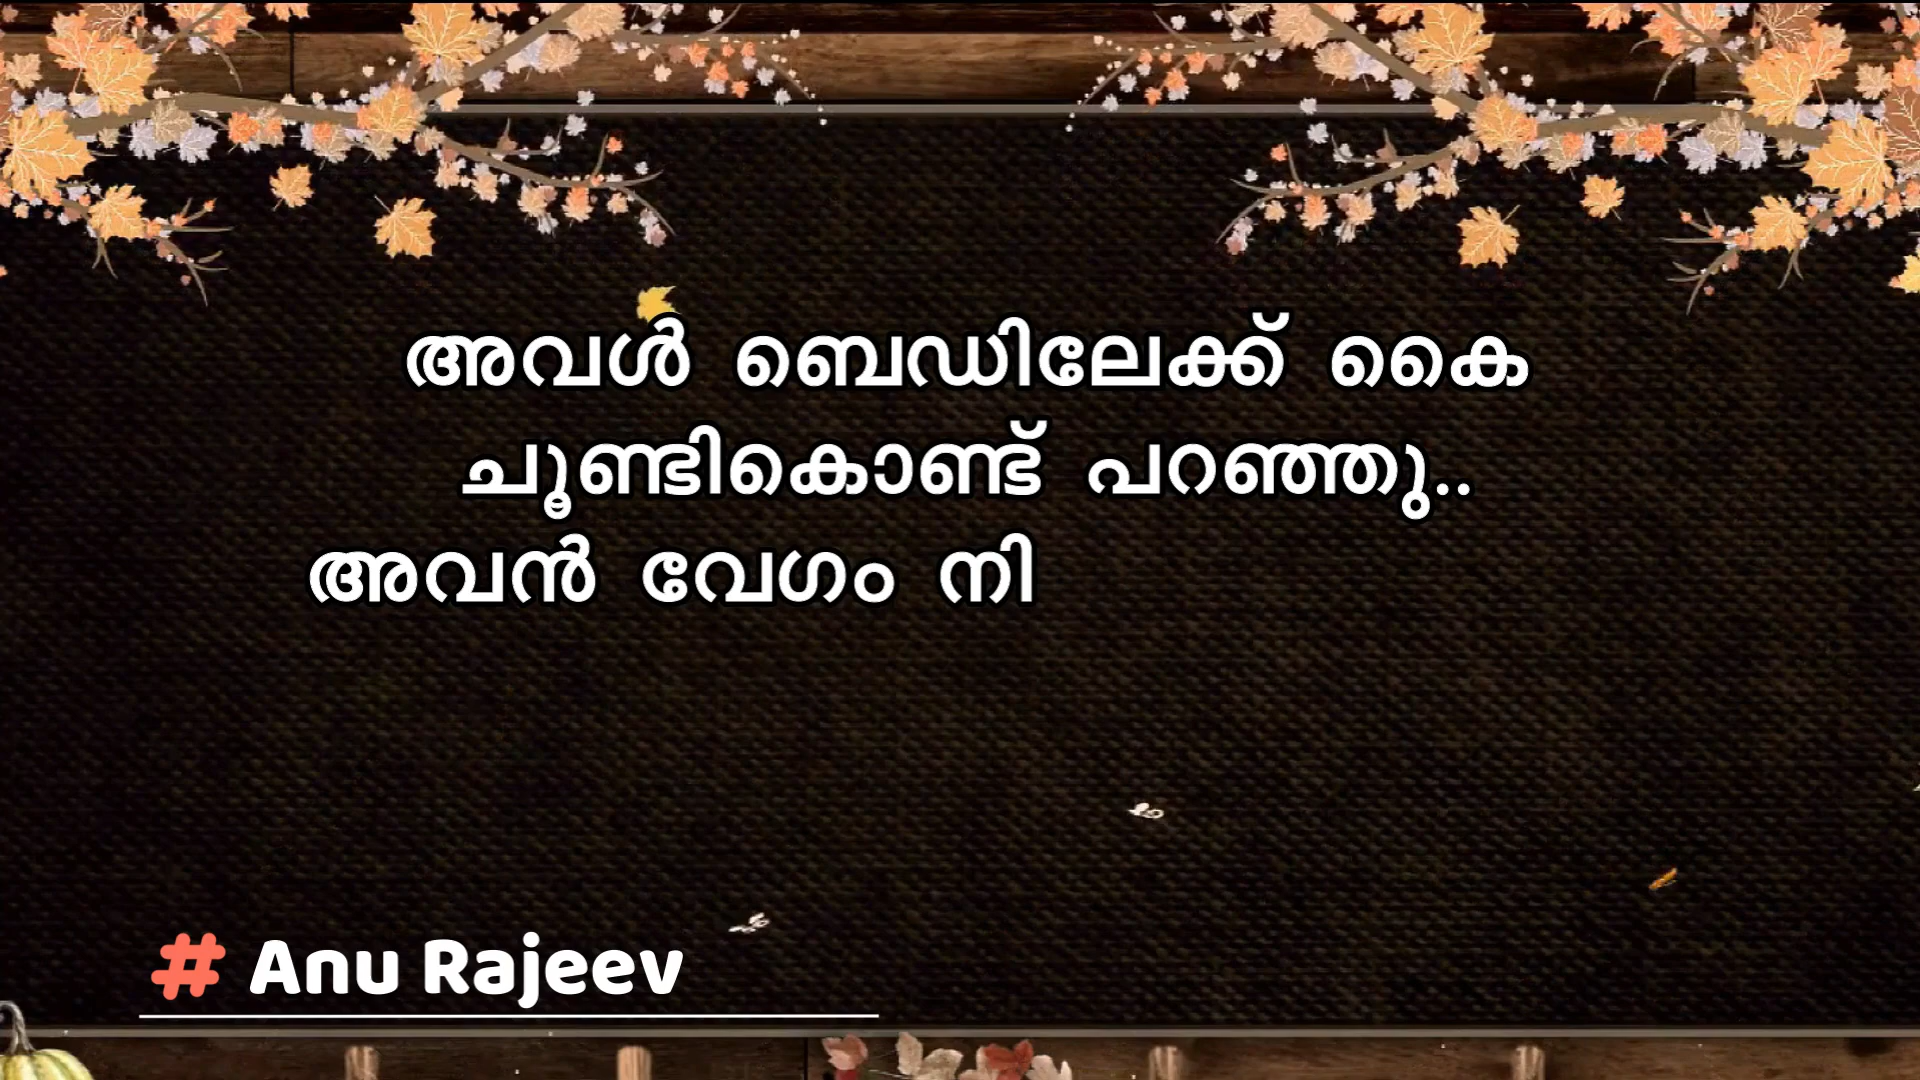 അവൾ ബെഡിലേക്ക് കൈ
ചൂണ്ടികൊണ്ട് പറഞ്ഞു..
അവൻ വേഗം നി
# Anu Rajeev